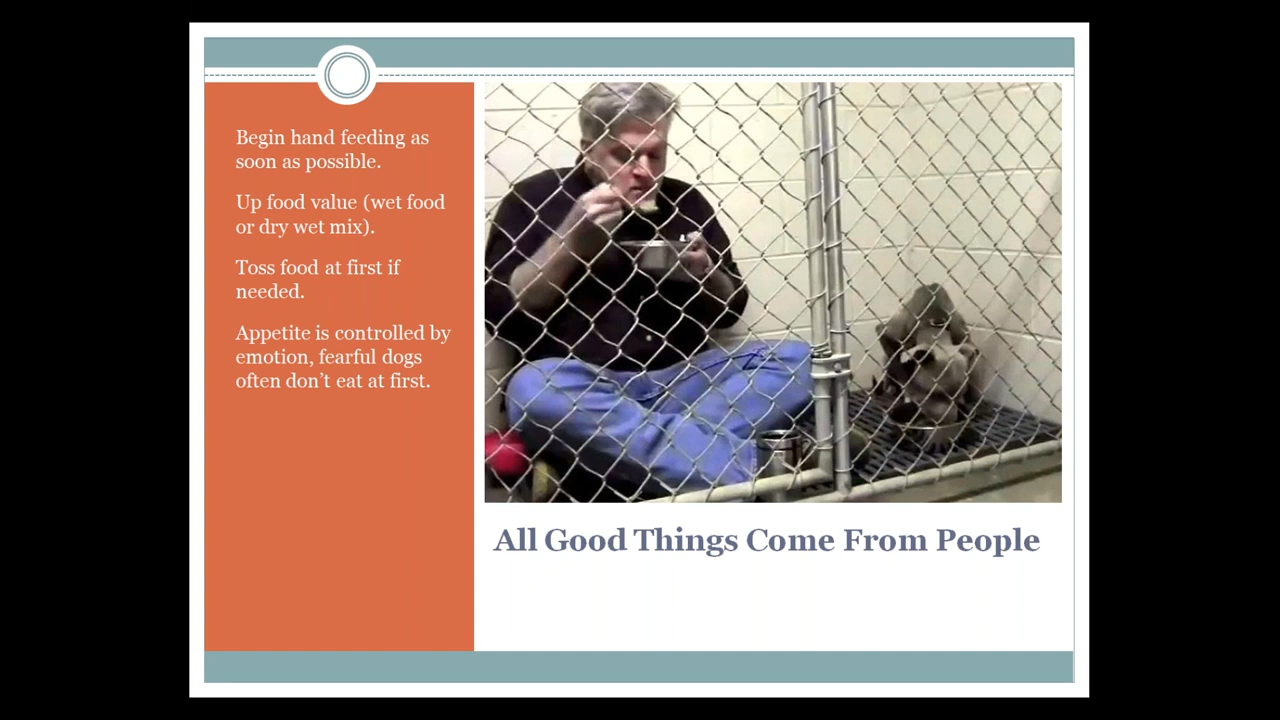 Begin hand feeding as
soon as possible.
Up food value (wet food
or dry wet mix).
Toss food at first if
needed.
Appetite is controlled by
emotion, fearful dogs
often don’t eat at first.
All Good Things Come From People